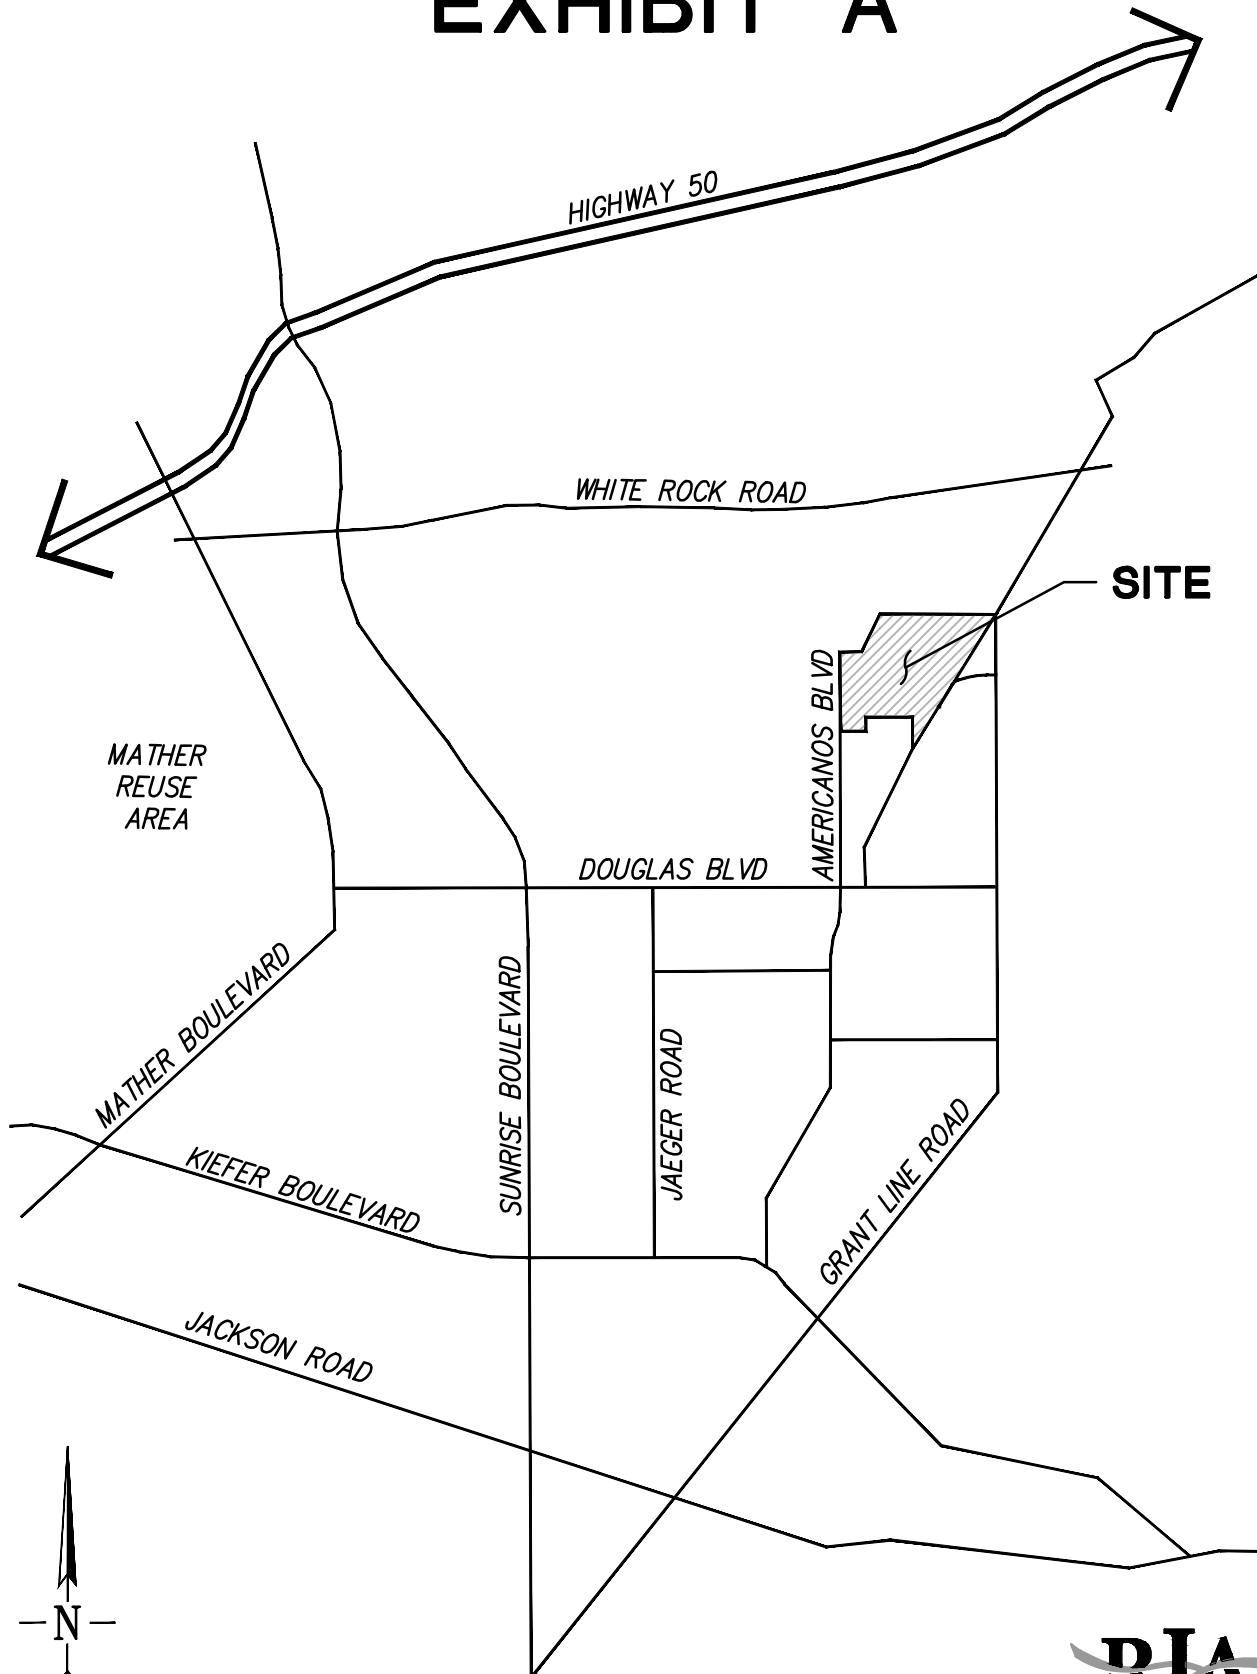 EXHIBIT A
HIGHWAY 50
WHITE ROCK ROAD
SITE
AMERICANOS BLVD
MATHER
REUSE
AREA
DOUGLAS BLVD
MATHER BOULEVARD
SUNRISE BOULEVARD
JAEGER ROAD
GRANT LINE ROAD
KIEFER BOULEVARD
JACKSON ROAD
N